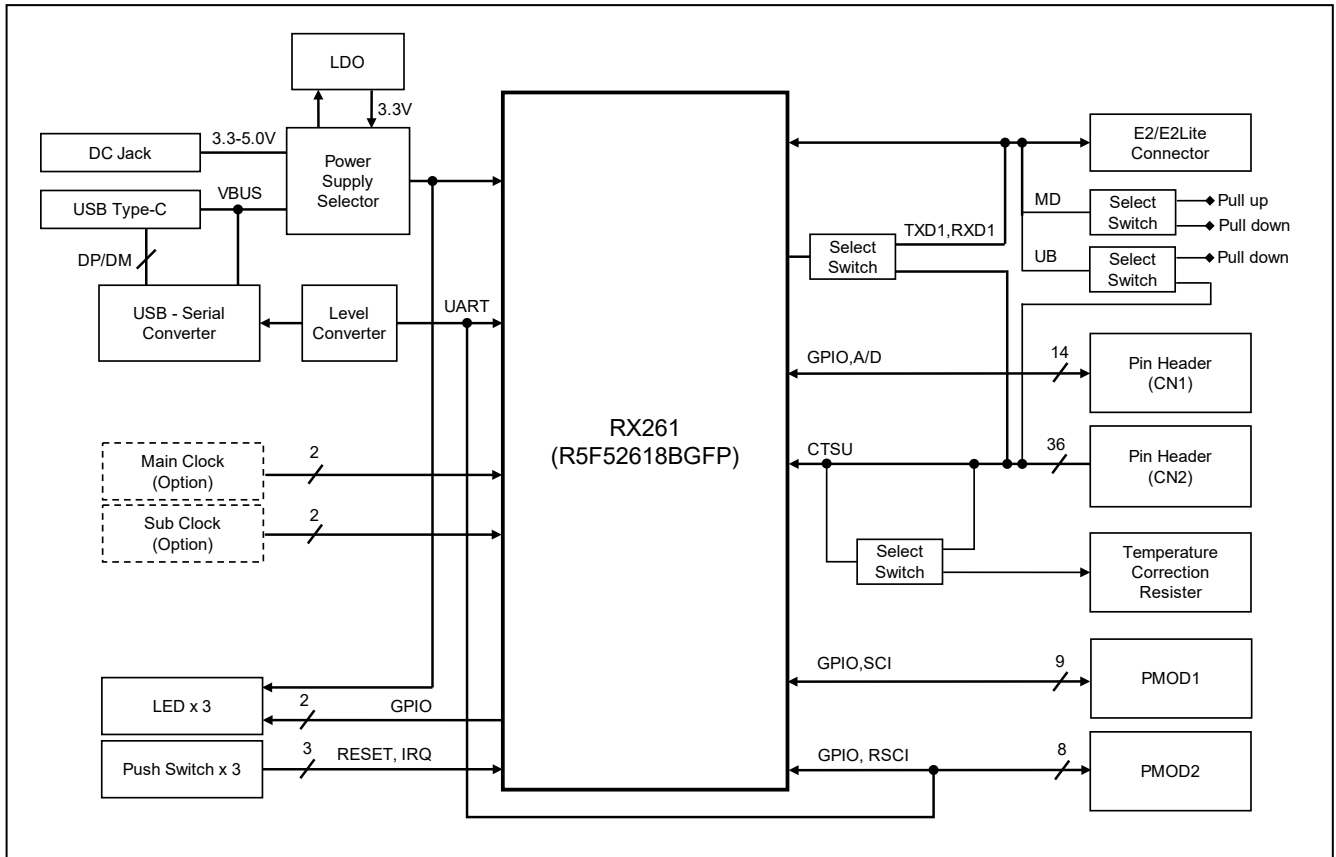 LDO
3.3V
DC Jack
3.3-5.0V
Power
Supply
Selector
USB Type-C
VBUS
DP/DM
USB - Serial
Converter
Level
Converter
UART
Main Clock
(Option)
2
Sub Clock
(Option)
2
LED x 3
2
GPIO
Push Switch x 3
3
RESET, IRQ
RX261
(R5F52618BGFP)
E2/E2Lite
Connector
MD
Select
Switch
Pull up
Pull down
TXD1,RXD1
Select
Switch
UB
Select
Switch
Pull down
GPIO,A/D
14
Pin Header
(CN1)
CTSU
36
Pin Header
(CN2)
Select
Switch
Temperature
Correction
Resister
GPIO,SCI
9
PMOD1
GPIO, RSCI
8
PMOD2